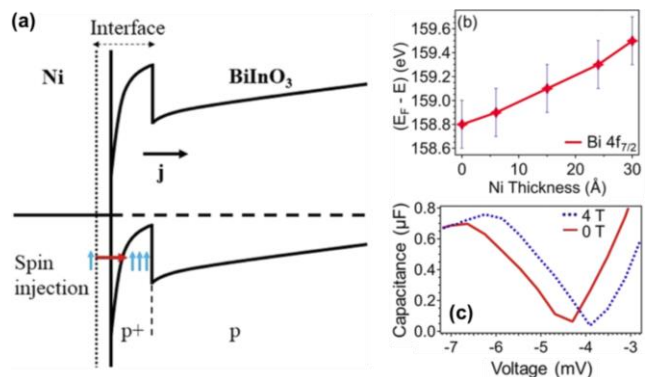 (a)
Interface
Ni
BiInO3
j
Spin
injection
p+
p
(b)
(EF - E) (eV)
159.6
159.4
159.2
159.0
158.8
158.6
Bi 4f7/2
0
10
20
30
Ni Thickness (Å)
Capacitance (µF)
0.8
0.6
0.4
0.2
0.0
4 T
0 T
(c)
-7
-6
-5
-4
-3
Voltage (mV)